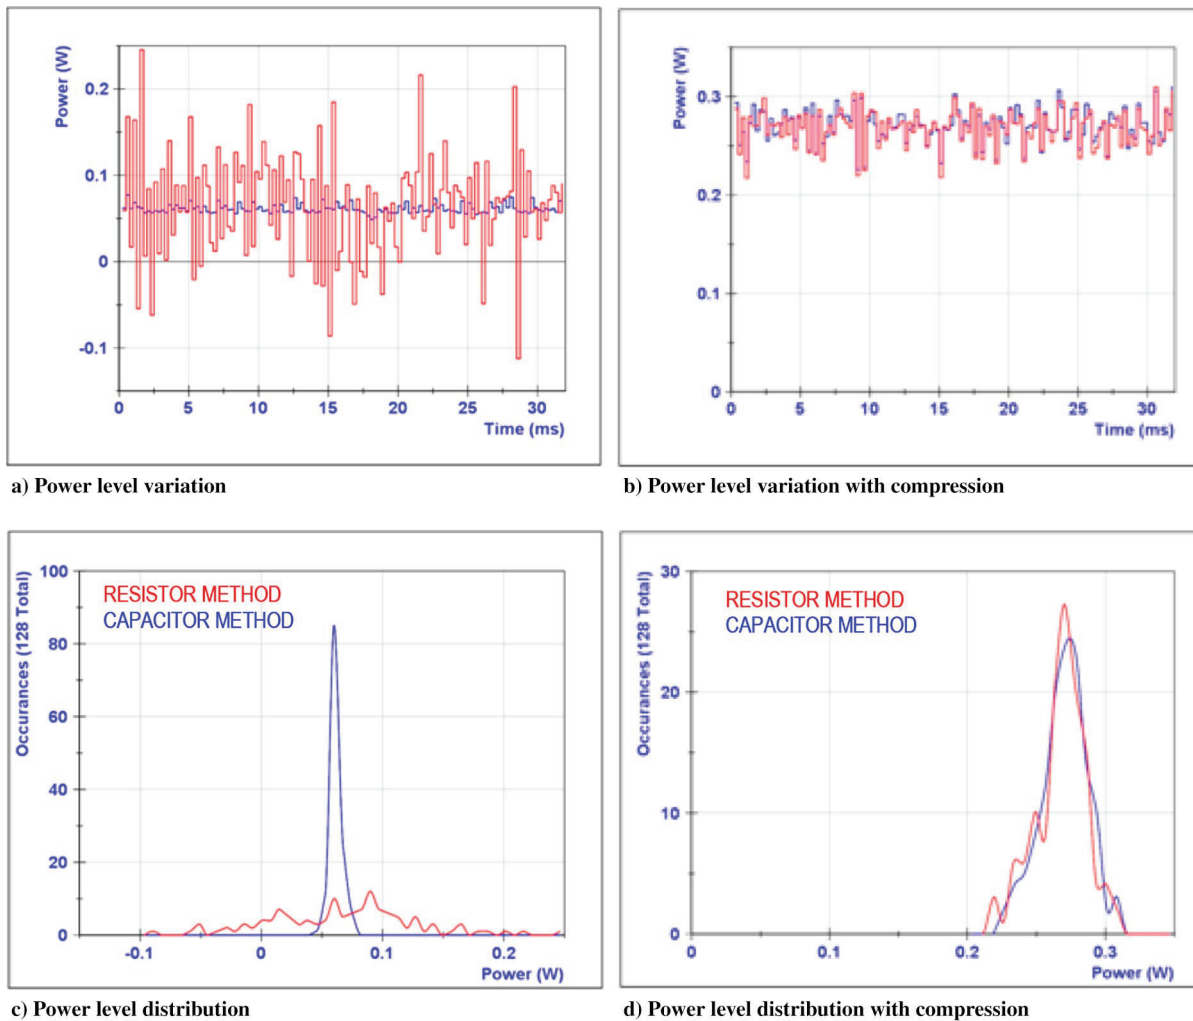 Power (W)
0.2
0.1
0
-0.1
0 5 10 15 20 25 30
Time (ms)
a) Power level variation
Power (W)
0.3
0.2
0.1
0
0 5 10 15 20 25 30
Time (ms)
b) Power level variation with compression
Occurances (128 Total)
100
80
60
40
20
0
RESISTOR METHOD
CAPACITOR METHOD
-0.1 0 0.1 0.2
Power (W)
c) Power level distribution
Occurances (128 Total)
30
20
10
0
RESISTOR METHOD
CAPACITOR METHOD
0 0.1 0.2 0.3
Power (W)
d) Power level distribution with compression